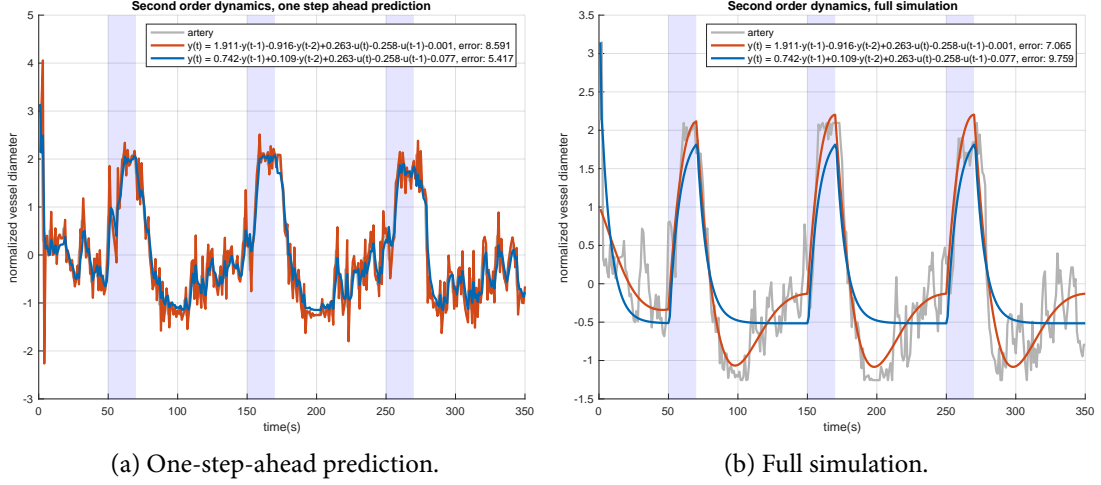 Second order dynamics, one step ahead prediction
artery
y(t) = 1.911·y(t-1)-0.916·y(t-2)+0.263·u(t)-0.258·u(t-1)-0.001, error: 8.591
y(t) = 0.742·y(t-1)+0.109·y(t-2)+0.263·u(t)-0.258·u(t-1)-0.077, error: 5.417
5
4
3
2
1
0
-1
-2
-3
normalized vessel diameter
0 50 100 150 200 250 300 350
time(s)
(a) One-step-ahead prediction.
Second order dynamics, full simulation
artery
y(t) = 1.911·y(t-1)-0.916·y(t-2)+0.263·u(t)-0.258·u(t-1)-0.001, error: 7.065
y(t) = 0.742·y(t-1)+0.109·y(t-2)+0.263·u(t)-0.258·u(t-1)-0.077, error: 9.759
3.5
3
2.5
2
1.5
1
0.5
0
-0.5
-1
-1.5
normalized vessel diameter
0 50 100 150 200 250 300 350
time(s)
(b) Full simulation.